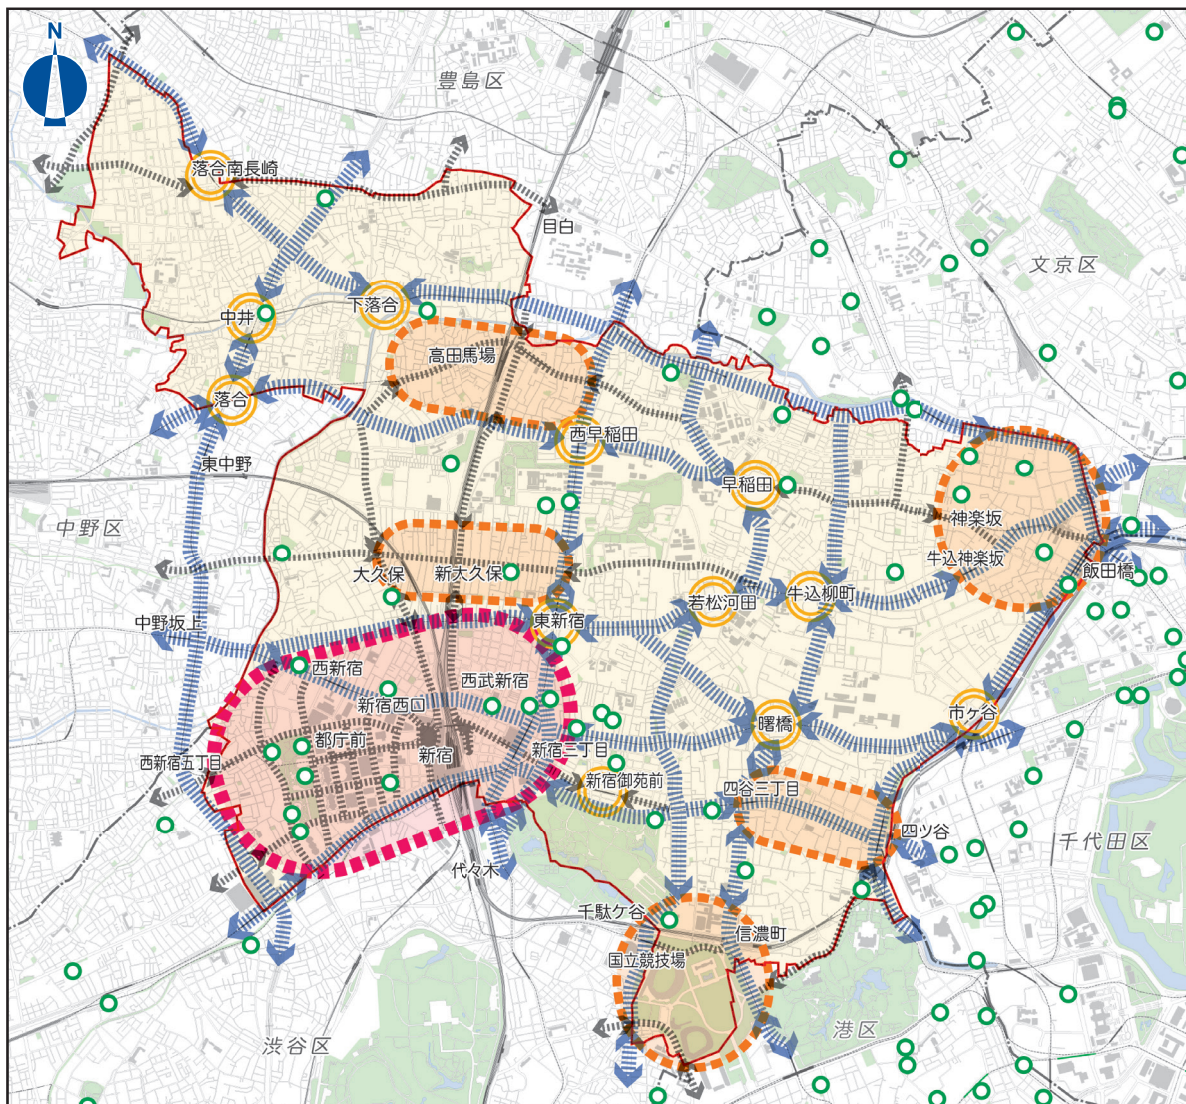 N
豊島区
落合南長崎
目白
文京区
中井
下落合
高田馬場
落合
西早稲田
東中野
早稲田
中野区
神楽坂
牛込神楽坂
大久保
新大久保
飯田橋
若松河田
牛込柳町
中野坂上
東新宿
西新宿
西武新宿
新宿西口
市ヶ谷
曙橋
都庁前
新宿
新宿三丁目
西新宿五丁目
新宿御苑前
四谷三丁目
四ツ谷
千代田区
代々木
千駄ケ谷
信濃町
国立競技場
港区
渋谷区